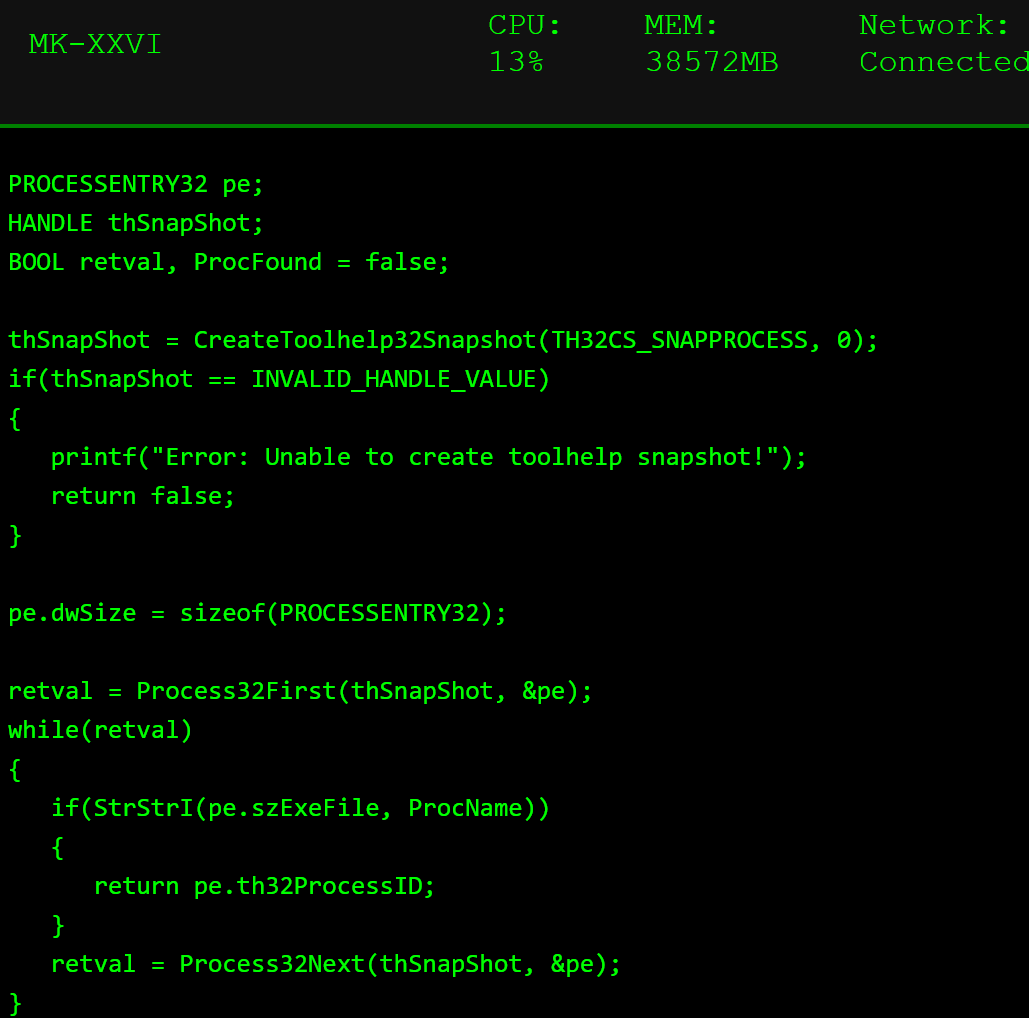 MK-XXVI
CPU:
13%
MEM:
38572MB
Network:
Connected
PROCESSENTRY32 pe;
HANDLE thSnapShot;
BOOL retval, ProcFound = false;
thSnapShot = CreateToolhelp32Snapshot(TH32CS_SNAPPROCESS, 0);
if(thSnapShot == INVALID_HANDLE_VALUE)
{
   printf("Error: Unable to create toolhelp snapshot!");
   return false;
}
pe.dwSize = sizeof(PROCESSENTRY32);
retval = Process32First(thSnapShot, &pe);
while(retval)
{
   if(StrStrI(pe.szExeFile, ProcName))
   {
      return pe.th32ProcessID;
   }
   retval = Process32Next(thSnapShot, &pe);
}